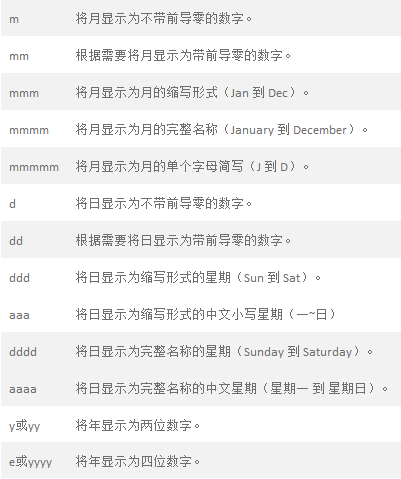 m 将月显示为不带前导零的数字。
mm 根据需要将月显示为带前导零的数字。
mmm 将月显示为月的缩写形式（Jan 到 Dec）。
mmmm 将月显示为月的完整名称（January 到 December）。
mmmmm 将月显示为月的单个字母简写（J 到 D）。
d 将日显示为不带前导零的数字。
dd 根据需要将日显示为带前导零的数字。
ddd 将日显示为缩写形式的星期（Sun 到 Sat）。
aaa 将日显示为缩写形式的中文小写星期（一~日）
dddd 将日显示为完整名称的星期（Sunday 到 Saturday）。
aaaa 将日显示为完整名称的中文星期（星期一 到 星期日）。
y或yy 将年显示为两位数字。
e或yyyy 将年显示为四位数字。